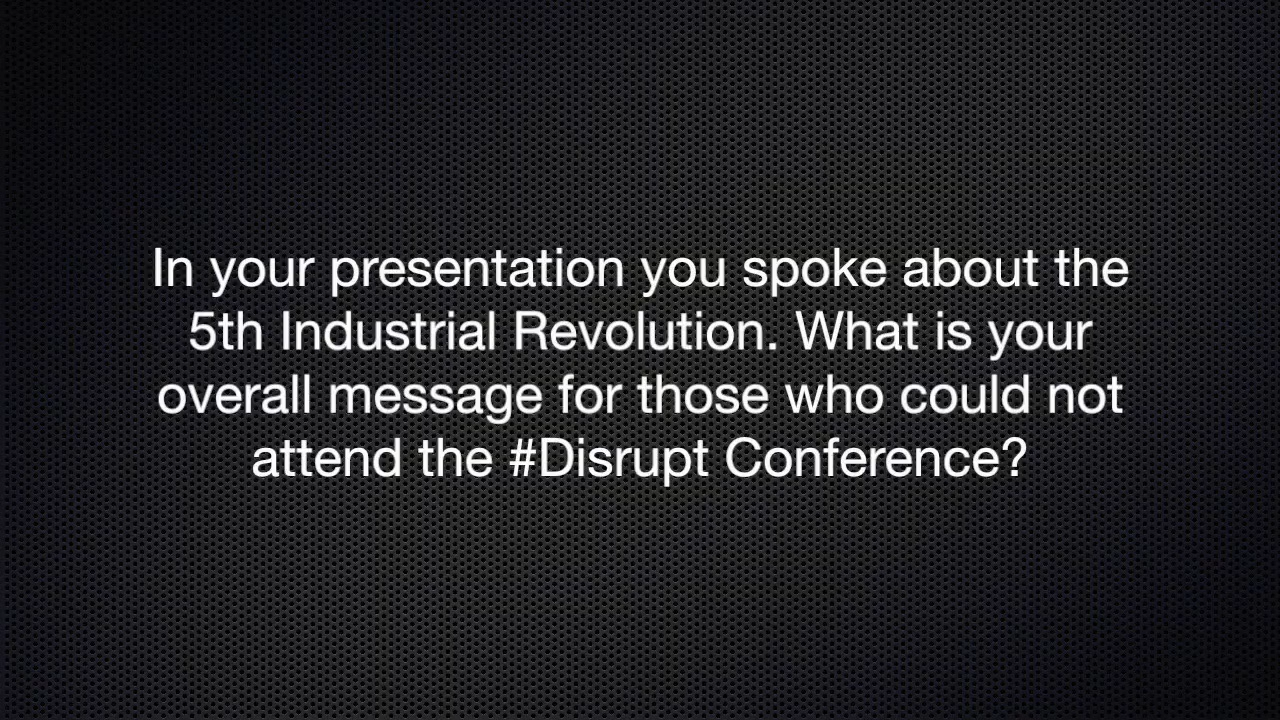 In your presentation you spoke about the
5th Industrial Revolution. What is your
overall message for those who could not
attend the #Disrupt Conference?